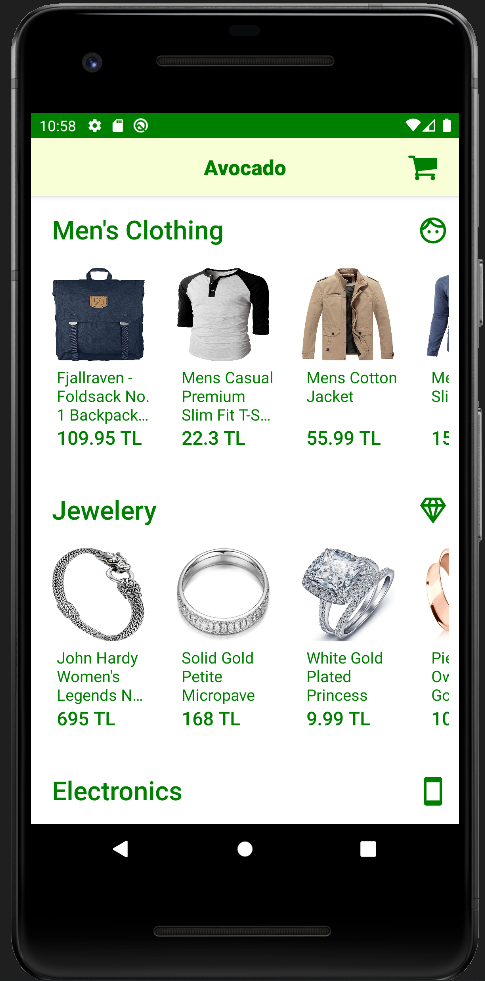 10:58
Avocado
Men's Clothing
Fjallraven -
Foldsack No.
1 Backpack...
109.95 TL
Mens Casual
Premium
Slim Fit T-S...
22.3 TL
Mens Cotton
Jacket
55.99 TL
Me
Sli
15
Jewelery
John Hardy
Women's
Legends N...
695 TL
Solid Gold
Petite
Micropave
168 TL
White Gold
Plated
Princess
9.99 TL
Pie
Ow
Go
10
Electronics